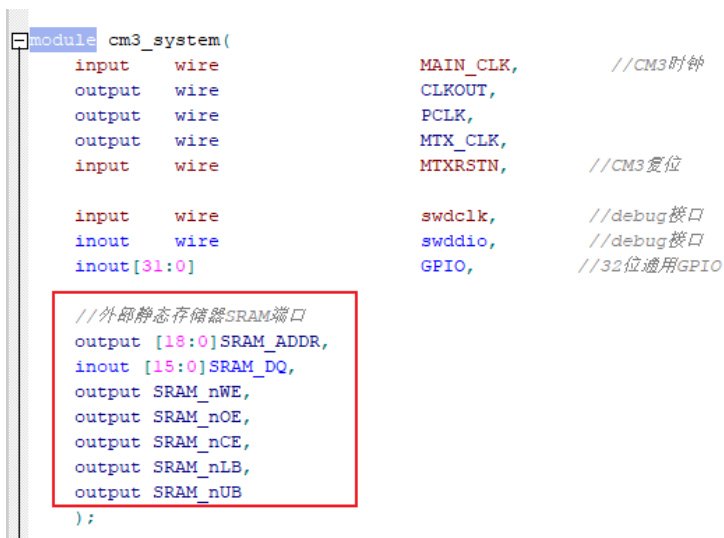 module cm3_system(
input wire MAIN_CLK, //CM3时钟
output wire CLKOUT,
output wire PCLK,
output wire MTX_CLK,
input wire MTXRSTN, //CM3复位
input wire swdclk, //debug接口
inout wire swddio, //debug接口
inout[31:0] GPIO, //32位通用GPIO
//外部静态存储器SRAM端口
output [18:0]SRAM_ADDR,
inout [15:0]SRAM_DQ,
output SRAM_nWE,
output SRAM_nOE,
output SRAM_nCE,
output SRAM_nLB,
output SRAM_nUB
);